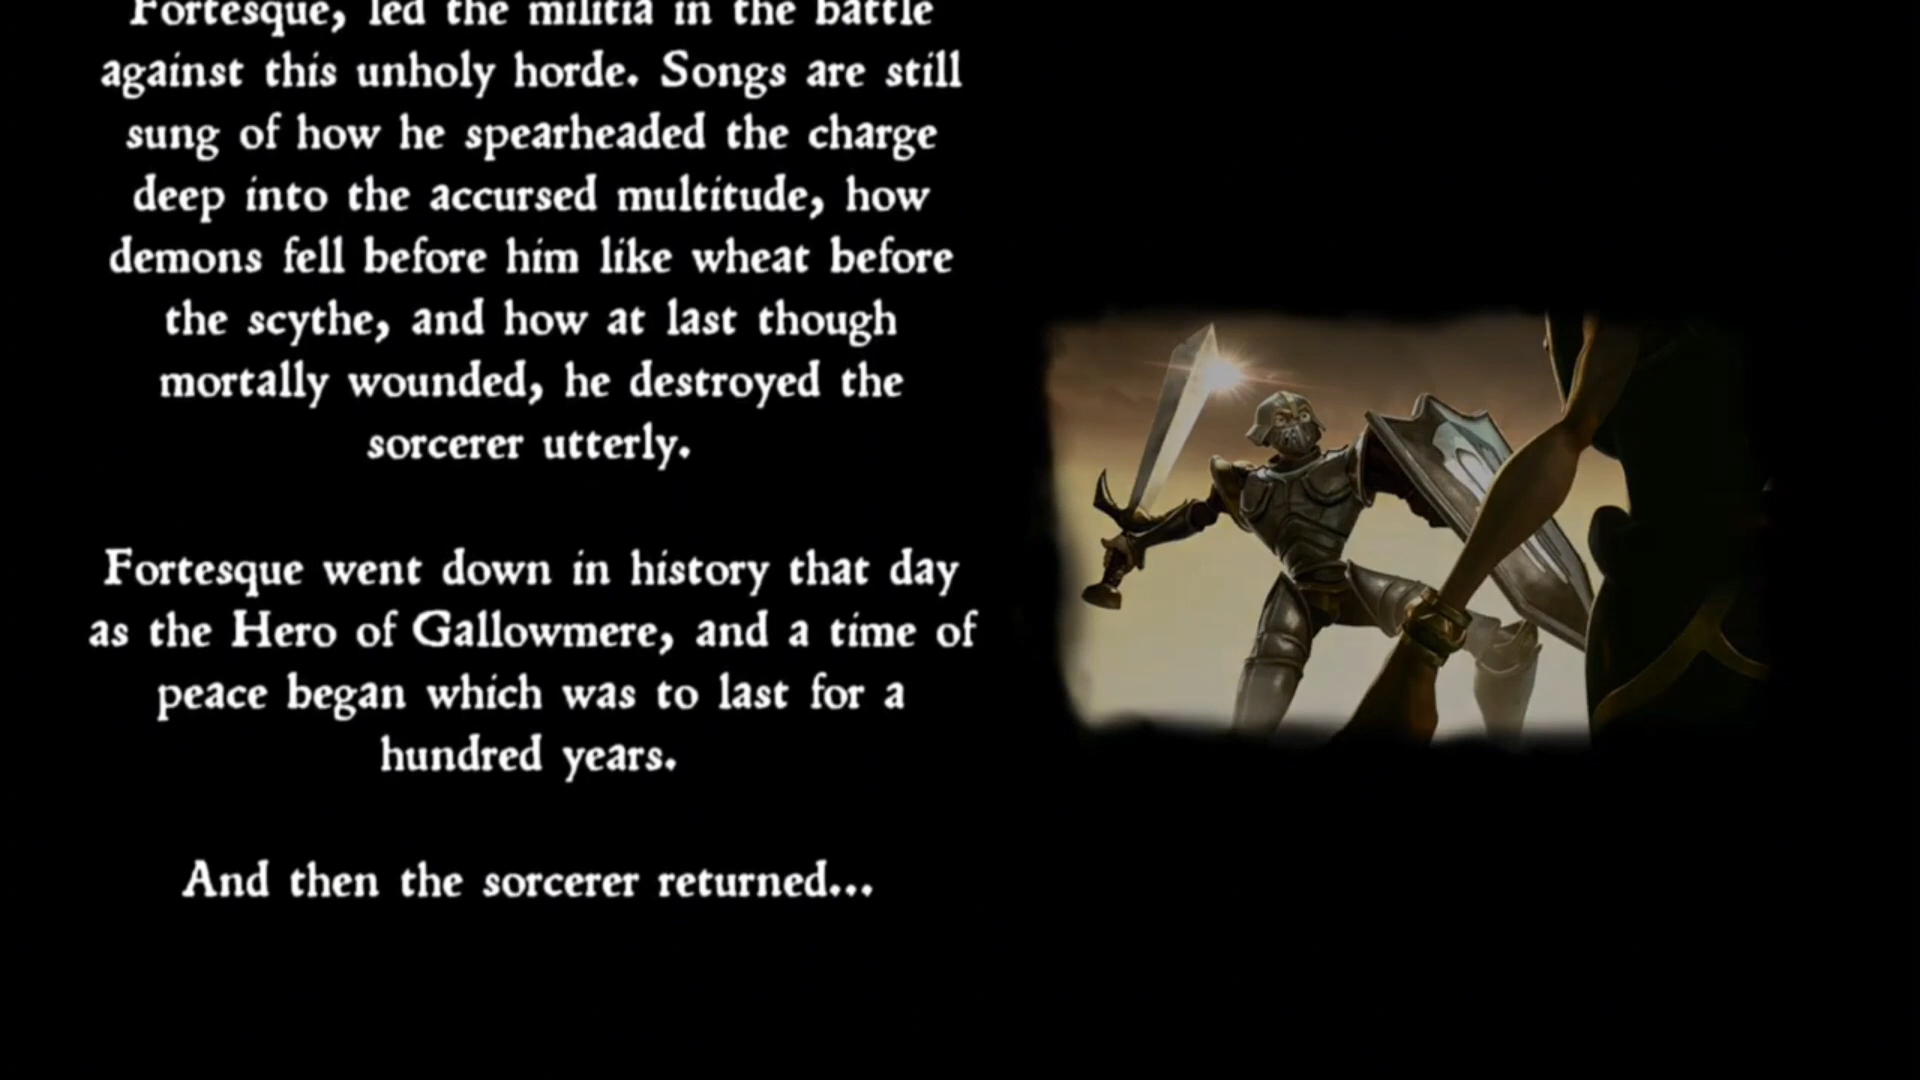 Fortesque, led the militia in the battle
against this unholy horde. Songs are still
sung of how he spearheaded the charge
deep into the accursed multitude, how
demons fell before him like wheat before
the scythe, and how at last though
mortally wounded, he destroyed the
sorcerer utterly.
Fortesque went down in history that day
as the Hero of Gallowmere, and a time of
peace began which was to last for a
hundred years.
And then the sorcerer returned...